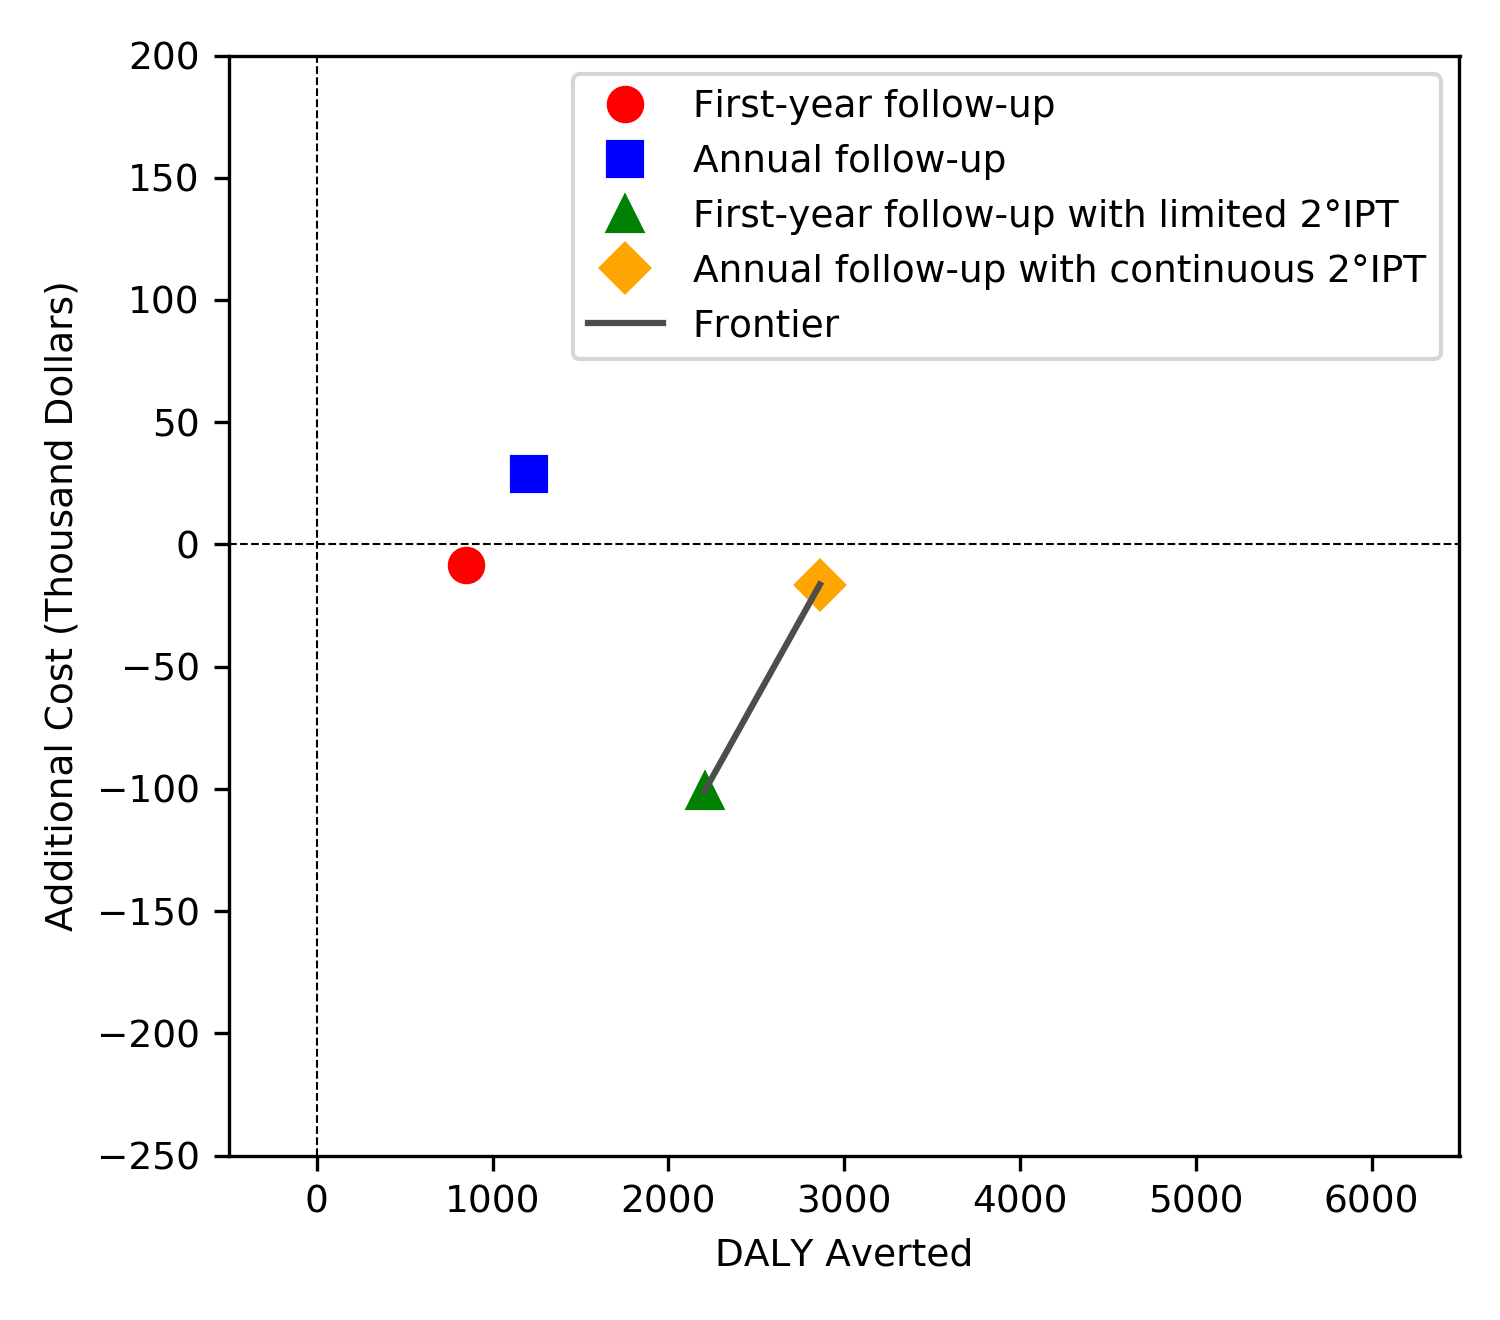 200
150
100
50
0
−50
−100
−150
−200
−250
Additional Cost (Thousand Dollars)
First-year follow-up
Annual follow-up
First-year follow-up with limited 2°IPT
Annual follow-up with continuous 2°IPT
Frontier
0 1000 2000 3000 4000 5000 6000
DALY Averted